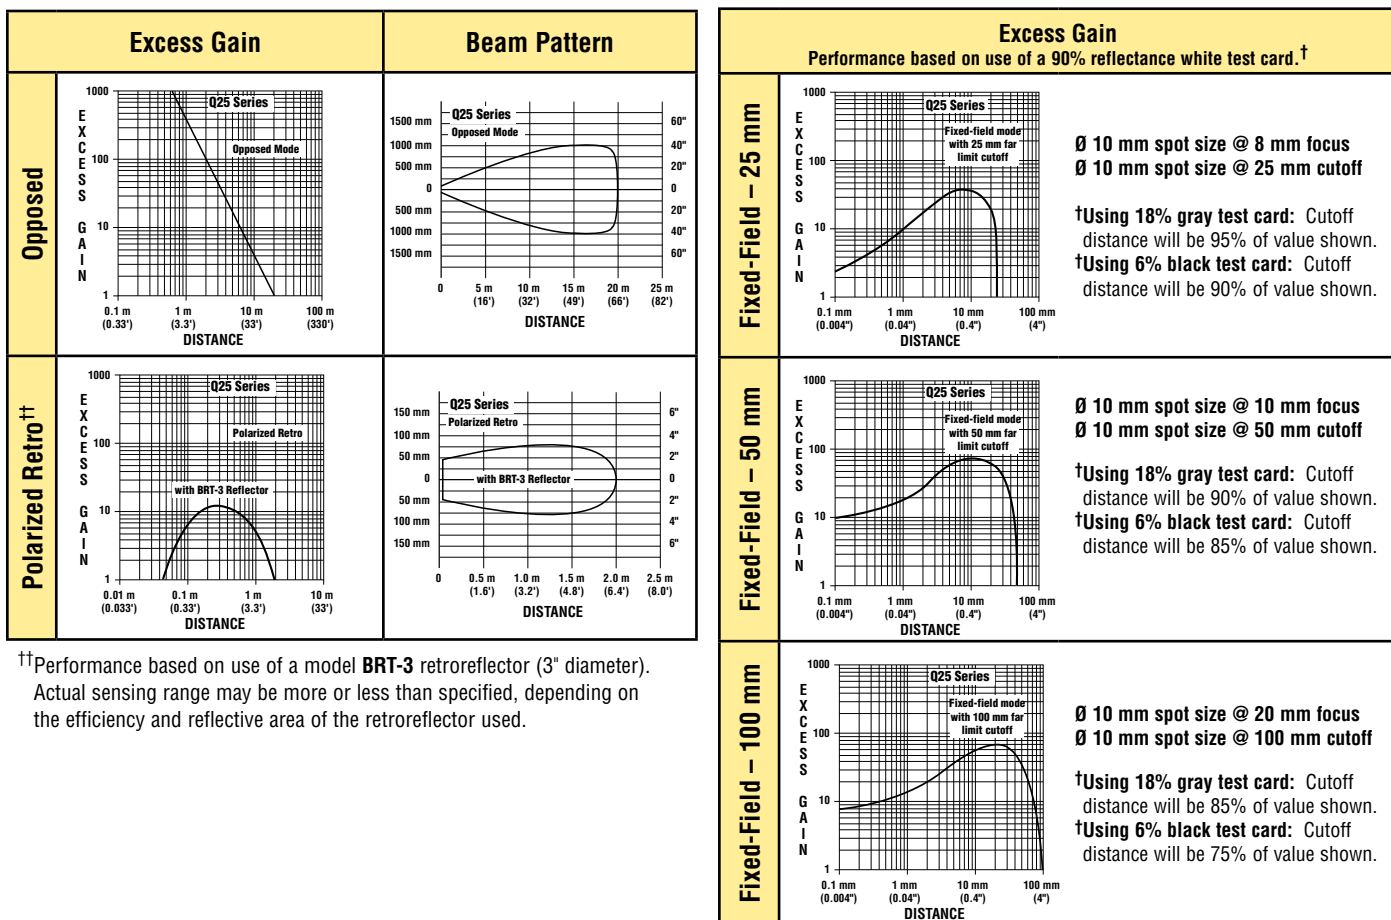 Excess Gain
Beam Pattern
Opposed
EXCESS GAIN
1000
100
10
1
Q25 Series
Opposed Mode
0.1 m 1 m 10 m 100 m
(0.33') (3.3') (33') (330')
DISTANCE
1500 mm
1000 mm
500 mm
0
500 mm
1000 mm
1500 mm
Q25 Series
Opposed Mode
60"
40"
20"
0
20"
40"
60"
0 5 m 10 m 15 m 20 m 25 m
(16') (32') (49') (66') (82')
DISTANCE
Polarized Retro††
EXCESS GAIN
1000
100
10
1
Q25 Series
Polarized Retro
with BRT-3 Reflector
0.01 m 0.1 m 1 m 10 m
(0.033') (0.33') (3.3') (33')
DISTANCE
150 mm
100 mm
50 mm
0
50 mm
100 mm
150 mm
Q25 Series
Polarized Retro
with BRT-3 Reflector
6"
4"
2"
0
2"
4"
6"
0 0.5 m 1.0 m 1.5 m 2.0 m 2.5 m
(1.6') (3.2') (4.8') (6.4') (8.0')
DISTANCE
††Performance based on use of a model BRT-3 retroreflector (3" diameter).
Actual sensing range may be more or less than specified, depending on
the efficiency and reflective area of the retroreflector used.
Excess Gain
Performance based on use of a 90% reflectance white test card.†
Fixed-Field – 25 mm
EXCESS GAIN
1000
100
10
1
Q25 Series
Fixed-field mode
with 25 mm far
limit cutoff
0.1 mm 1 mm 10 mm 100 mm
(0.004") (0.04") (0.4") (4")
DISTANCE
Ø 10 mm spot size @ 8 mm focus
Ø 10 mm spot size @ 25 mm cutoff
†Using 18% gray test card: Cutoff
distance will be 95% of value shown.
†Using 6% black test card: Cutoff
distance will be 90% of value shown.
Fixed-Field – 50 mm
EXCESS GAIN
1000
100
10
1
Q25 Series
Fixed-field mode
with 50 mm far
limit cutoff
0.1 mm 1 mm 10 mm 100 mm
(0.004") (0.04") (0.4") (4")
DISTANCE
Ø 10 mm spot size @ 10 mm focus
Ø 10 mm spot size @ 50 mm cutoff
†Using 18% gray test card: Cutoff
distance will be 90% of value shown.
†Using 6% black test card: Cutoff
distance will be 85% of value shown.
Fixed-Field – 100 mm
EXCESS GAIN
1000
100
10
1
Q25 Series
Fixed-field mode
with 100 mm far
limit cutoff
0.1 mm 1 mm 10 mm 100 mm
(0.004") (0.04") (0.4") (4")
DISTANCE
Ø 10 mm spot size @ 20 mm focus
Ø 10 mm spot size @ 100 mm cutoff
†Using 18% gray test card: Cutoff
distance will be 85% of value shown.
†Using 6% black test card: Cutoff
distance will be 75% of value shown.